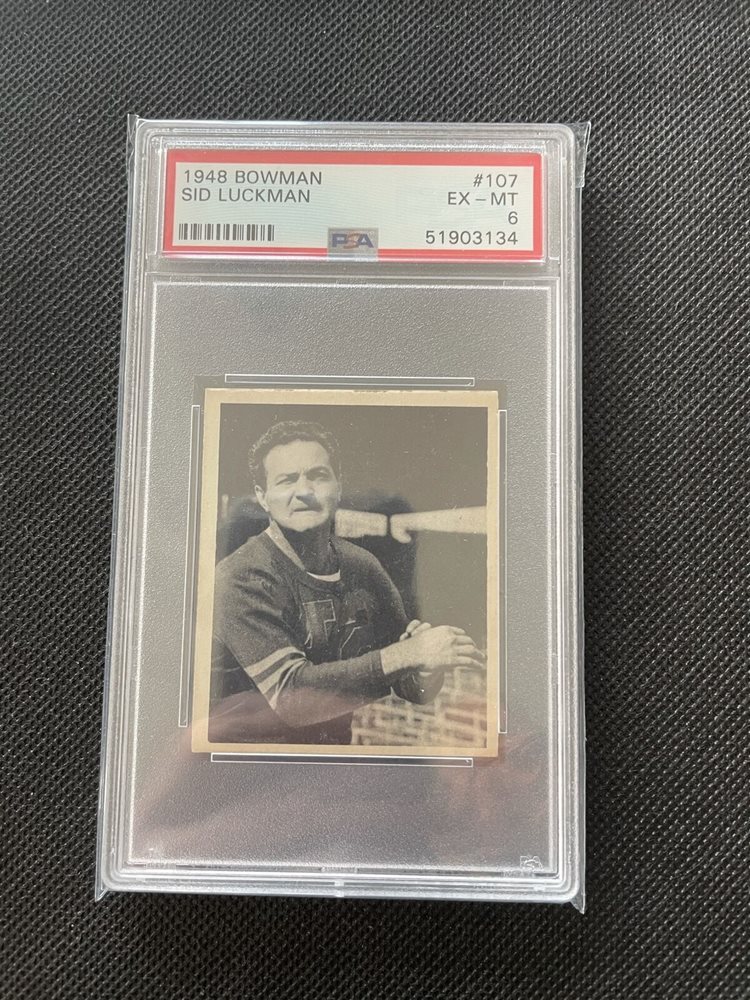 1948 BOWMAN #107
SID LUCKMAN EX – MT
6
PSA 51903134